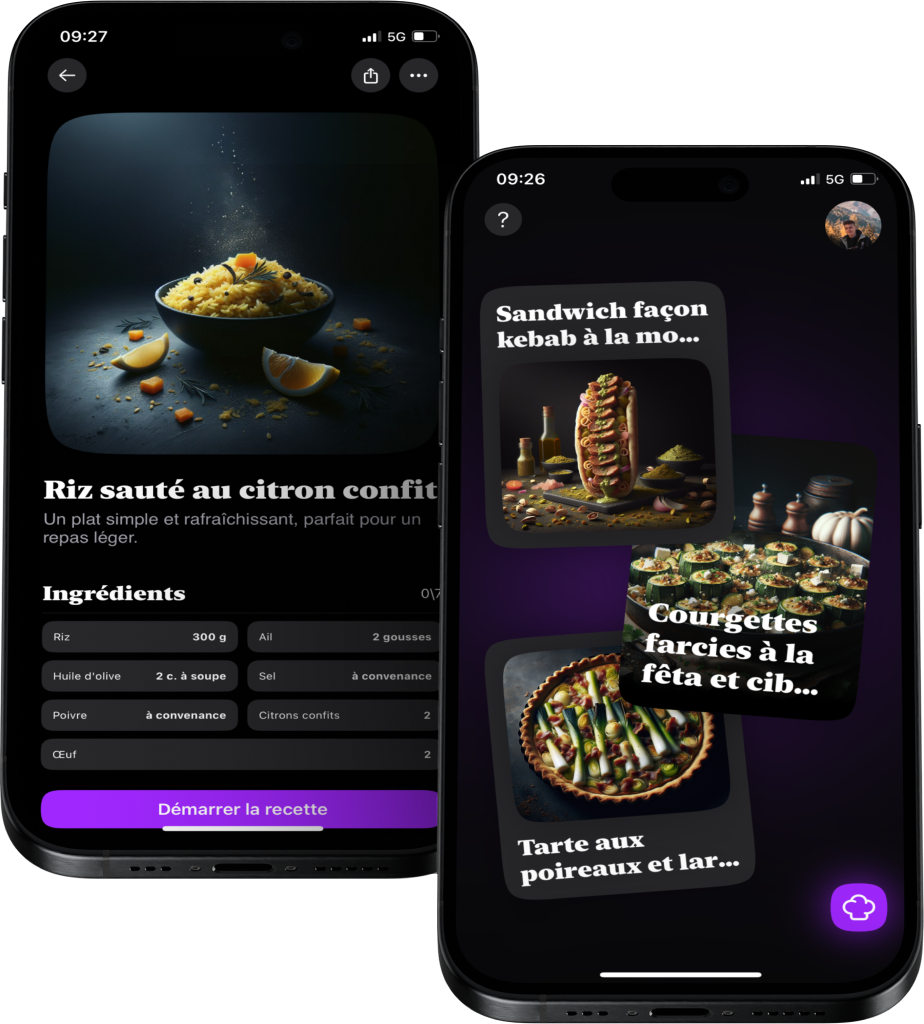 09:27
5G
Riz sauté au citron confit
Un plat simple et rafraîchissant, parfait pour un
repas léger.
Ingrédients
0\7
Riz 300 g
Ail 2 gousses
Huile d'olive 2 c. à soupe
Sel à convenance
Poivre à convenance
Citrons confits 2
Œuf 2
Démarrer la recette
09:26
5G
?
Sandwich façon
kebab à la mo...
Courgettes
farcies à la
fêta et cib...
Tarte aux
poireaux et lar...